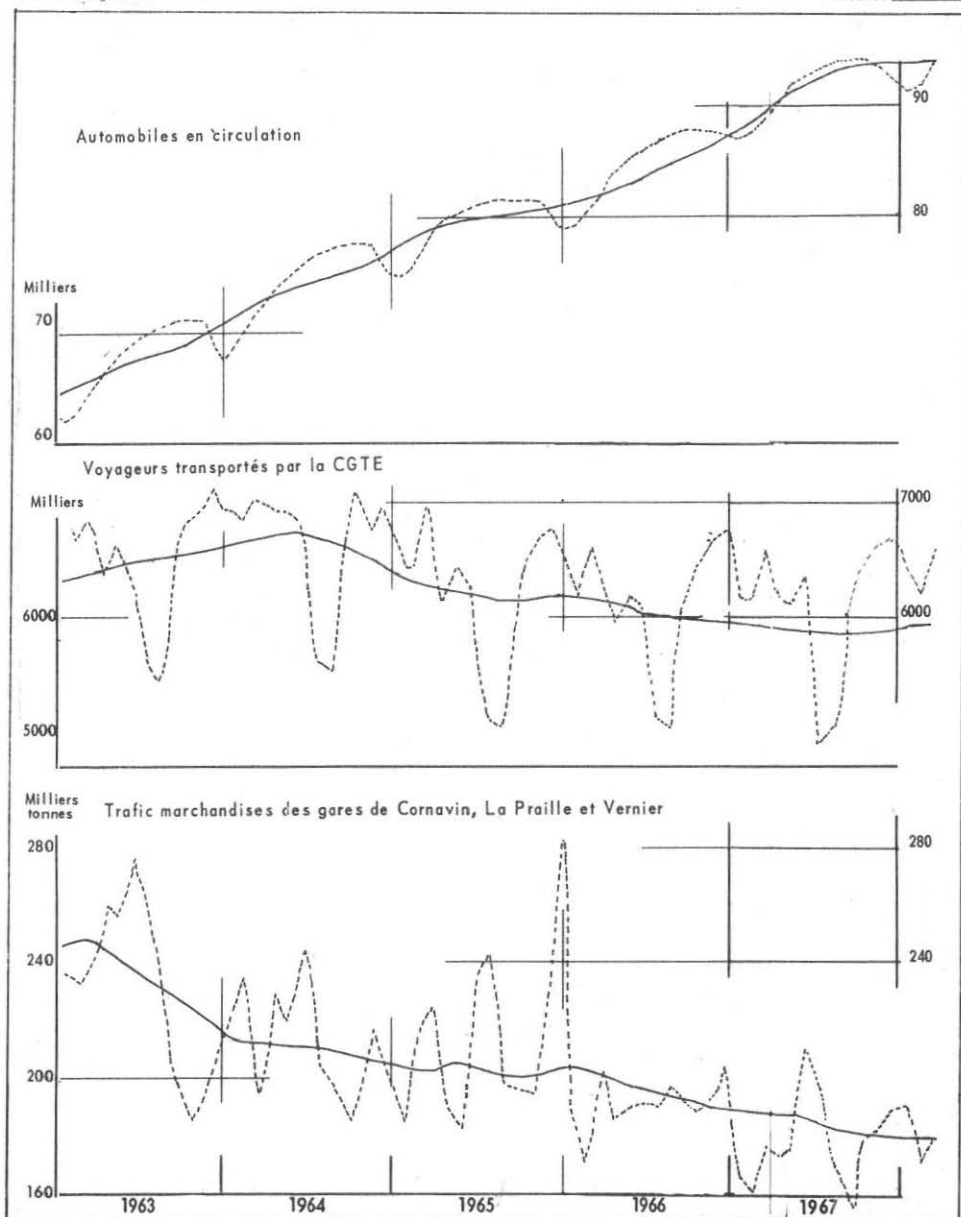 Automobiles en circulation
90
80
Milliers
70
60
Voyageurs transportés par la CGTE
Milliers
7000
6000
6000
5000
Milliers
tonnes
Trafic marchandises des gares de Cornavin, La Praille et Vernier
280
280
240
240
200
160
1963
1964
1965
1966
1967